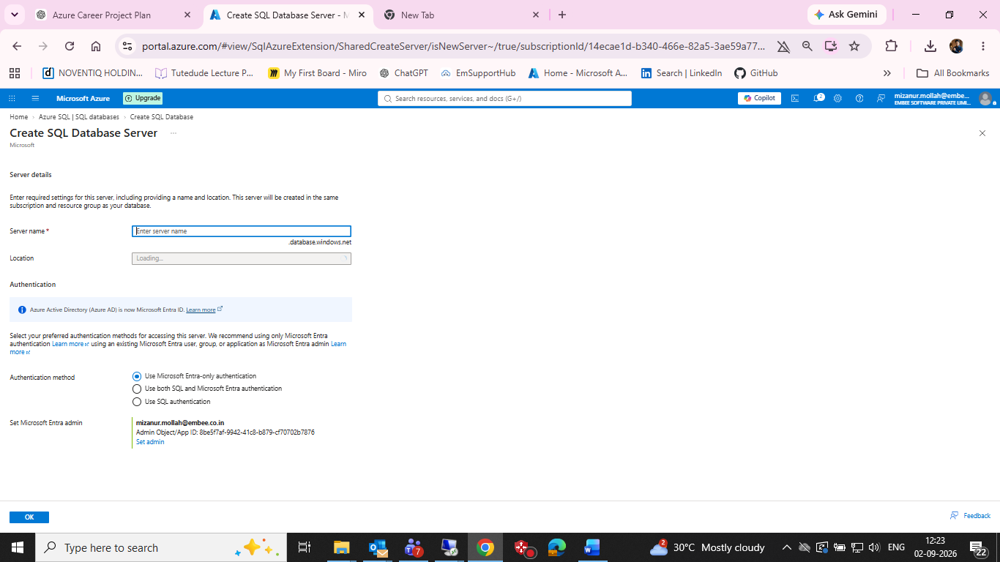 Azure Career Project Plan
Create SQL Database Server - M
New Tab
Ask Gemini
portal.azure.com/#view/SqlAzureExtension/SharedCreateServer/isNewServer~/true/subscriptionId/14ecae1d-b340-466e-82a5-3ae59a77...
NOVENTIQ HOLDIN...
Tutedude Lecture P...
My First Board - Miro
ChatGPT
EmSupportHub
Home - Microsoft A...
Search | LinkedIn
GitHub
»
All Bookmarks
Microsoft Azure
Upgrade
Search resources, services, and docs (G+/)
Copilot
2
mizanur.mollah@embe...
EMBEE SOFTWARE PRIVATE LIMI...
Home > Azure SQL | SQL databases > Create SQL Database
Create SQL Database Server ...
Microsoft
Server details
Enter required settings for this server, including providing a name and location. This server will be created in the same
subscription and resource group as your database.
Server name *
Enter server name
.database.windows.net
Location
Loading...
Authentication
Azure Active Directory (Azure AD) is now Microsoft Entra ID. Learn more
Select your preferred authentication methods for accessing this server. We recommend using only Microsoft Entra
authentication Learn more using an existing Microsoft Entra user, group, or application as Microsoft Entra admin Learn
more
Authentication method
Use Microsoft Entra-only authentication
Use both SQL and Microsoft Entra authentication
Use SQL authentication
Set Microsoft Entra admin
mizanur.mollah@embee.co.in
Admin Object/App ID: 8be5f7af-9942-41c8-b879-cf70702b7876
Set admin
OK
Feedback
Type here to search
7
2
30°C Mostly cloudy
ENG
12:23
02-09-2026
22